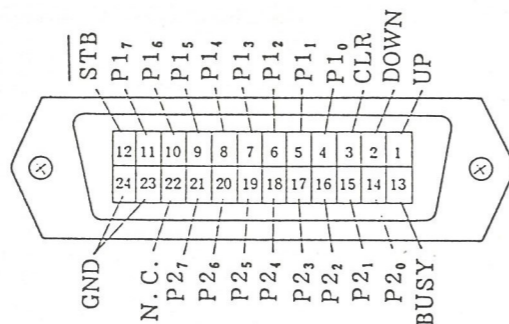 S̅T̅B̅ P1₇ P1₆ P1₅ P1₄ P1₃ P1₂ P1₁ P1₀ CLR DOWN UP
12 11 10 9 8 7 6 5 4 3 2 1
24 23 22 21 20 19 18 17 16 15 14 13
GND N.C. P2₇ P2₆ P2₅ P2₄ P2₃ P2₂ P2₁ P2₀ BUSY